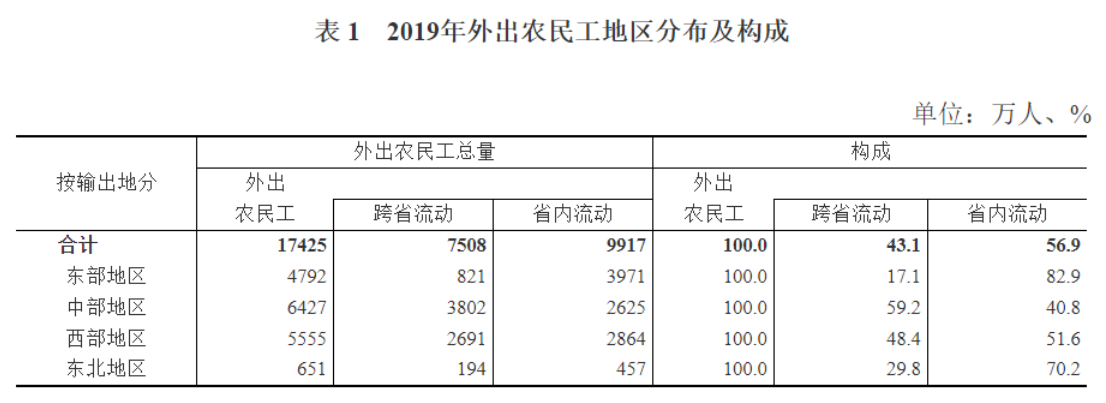 表 1 2019年外出农民工地区分布及构成
单位：万人、%
按输出地分 外出农民工总量 构成
外出 外出
农民工 跨省流动 省内流动 农民工 跨省流动 省内流动
合计 17425 7508 9917 100.0 43.1 56.9
东部地区 4792 821 3971 100.0 17.1 82.9
中部地区 6427 3802 2625 100.0 59.2 40.8
西部地区 5555 2691 2864 100.0 48.4 51.6
东北地区 651 194 457 100.0 29.8 70.2